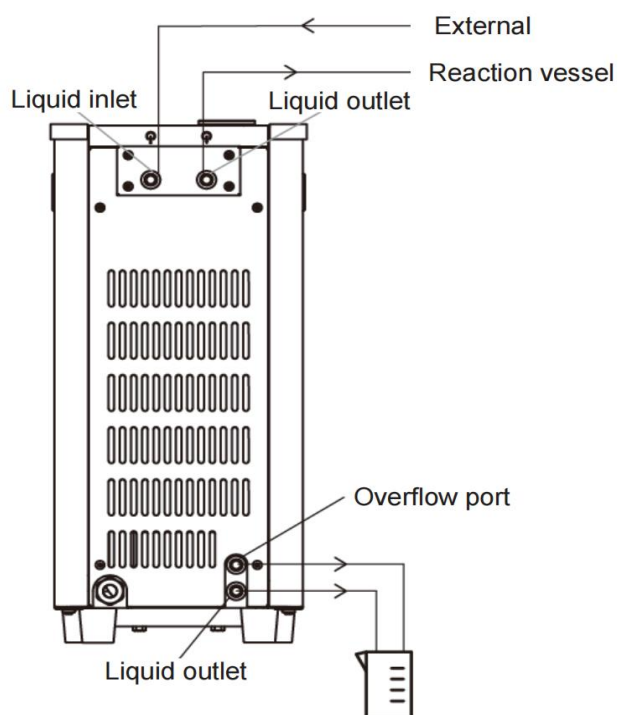 External
Reaction vessel
Liquid inlet
Liquid outlet
Overflow port
Liquid outlet